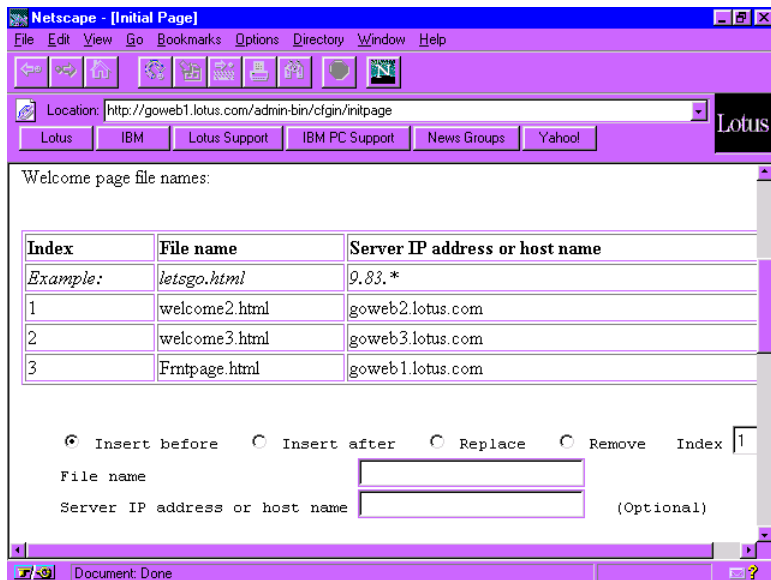 Netscape - [Initial Page]
File Edit View Go Bookmarks Options Directory Window Help
N
Location: http://goweb1.lotus.com/admin-bin/cfgin/initpage
Lotus
Lotus IBM Lotus Support IBM PC Support News Groups Yahoo!
Welcome page file names:
Index File name Server IP address or host name
Example: letsgo.html 9.83.*
1 welcome2.html goweb2.lotus.com
2 welcome3.html goweb3.lotus.com
3 Frntpage.html goweb1.lotus.com
Insert before Insert after Replace Remove Index 1
File name
Server IP address or host name (Optional)
Document: Done